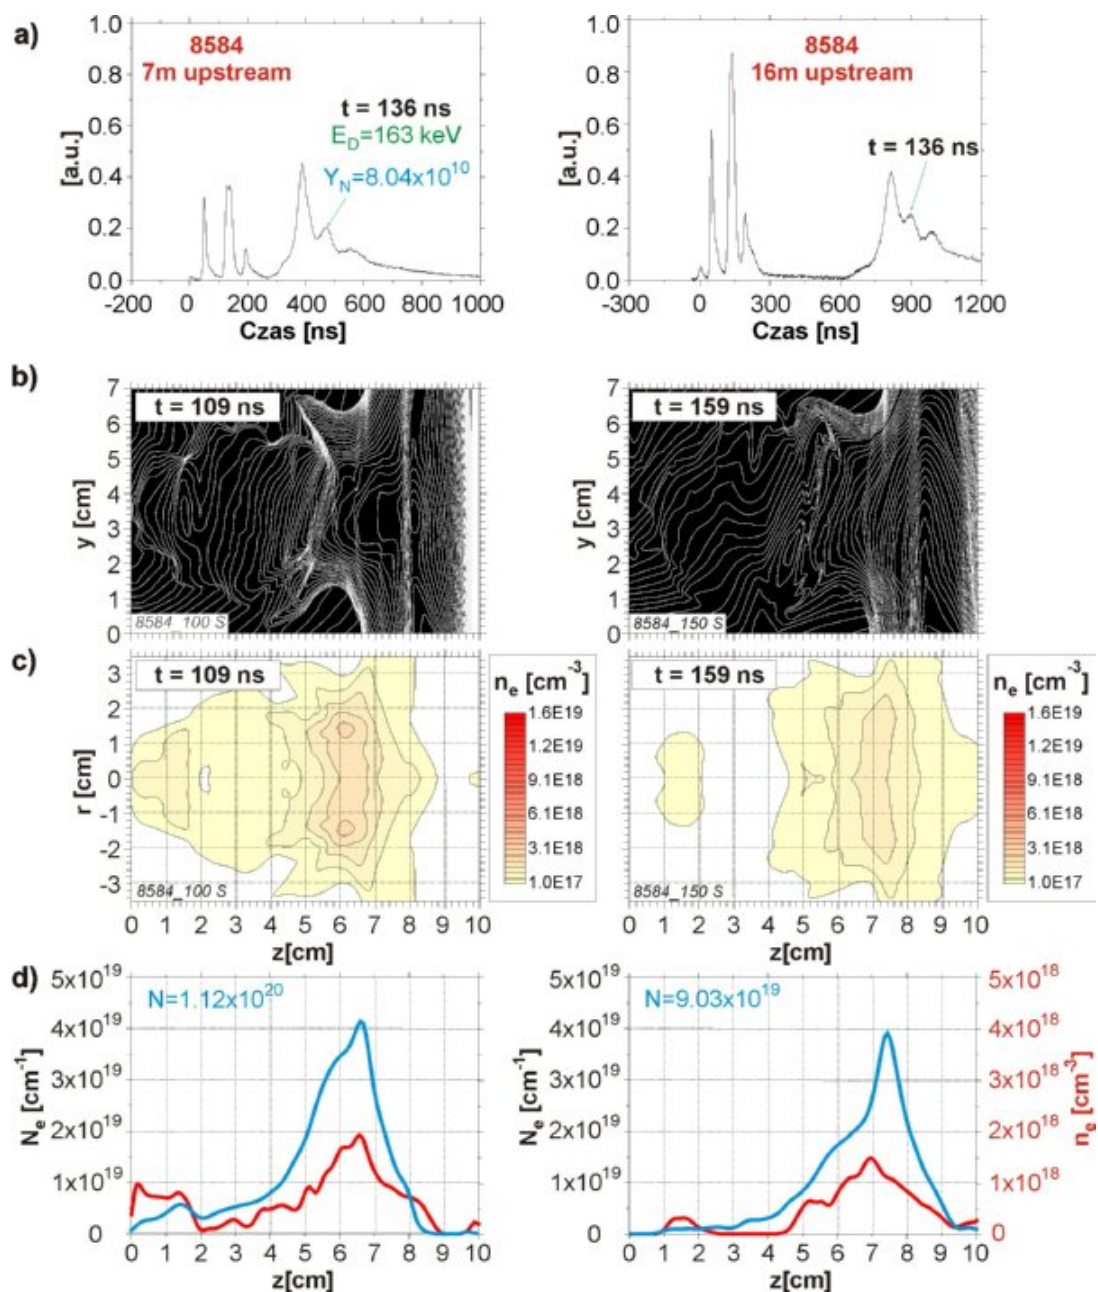 a)
8584
7m upstream
t = 136 ns
E_D=163 keV
Y_N=8.04x10^10
[a.u.]
1.0
0.8
0.6
0.4
0.2
0.0
-200 0 200 400 600 800 1000
Czas [ns]
8584
16m upstream
t = 136 ns
[a.u.]
1.0
0.8
0.6
0.4
0.2
0.0
-300 0 300 600 900 1200
Czas [ns]
b)
t = 109 ns
y [cm]
7
6
5
4
3
2
1
0
8584_100 S
t = 159 ns
y [cm]
7
6
5
4
3
2
1
0
8584_150 S
c)
t = 109 ns
r [cm]
3
2
1
0
-1
-2
-3
8584_100 S
0 1 2 3 4 5 6 7 8 9 10
z[cm]
n_e [cm^-3]
1.6E19
1.2E19
9.1E18
6.1E18
3.1E18
1.0E17
t = 159 ns
r [cm]
3
2
1
0
-1
-2
-3
8584_150 S
0 1 2 3 4 5 6 7 8 9 10
z[cm]
n_e [cm^-3]
1.6E19
1.2E19
9.1E18
6.1E18
3.1E18
1.0E17
d)
N=1.12x10^20
N_e [cm^-1]
5x10^19
4x10^19
3x10^19
2x10^19
1x10^19
0
0 1 2 3 4 5 6 7 8 9 10
z[cm]
N=9.03x10^19
N_e [cm^-1]
5x10^19
4x10^19
3x10^19
2x10^19
1x10^19
0
0 1 2 3 4 5 6 7 8 9 10
z[cm]
5x10^18
4x10^18
3x10^18
2x10^18
1x10^18
0
n_e [cm^-3]